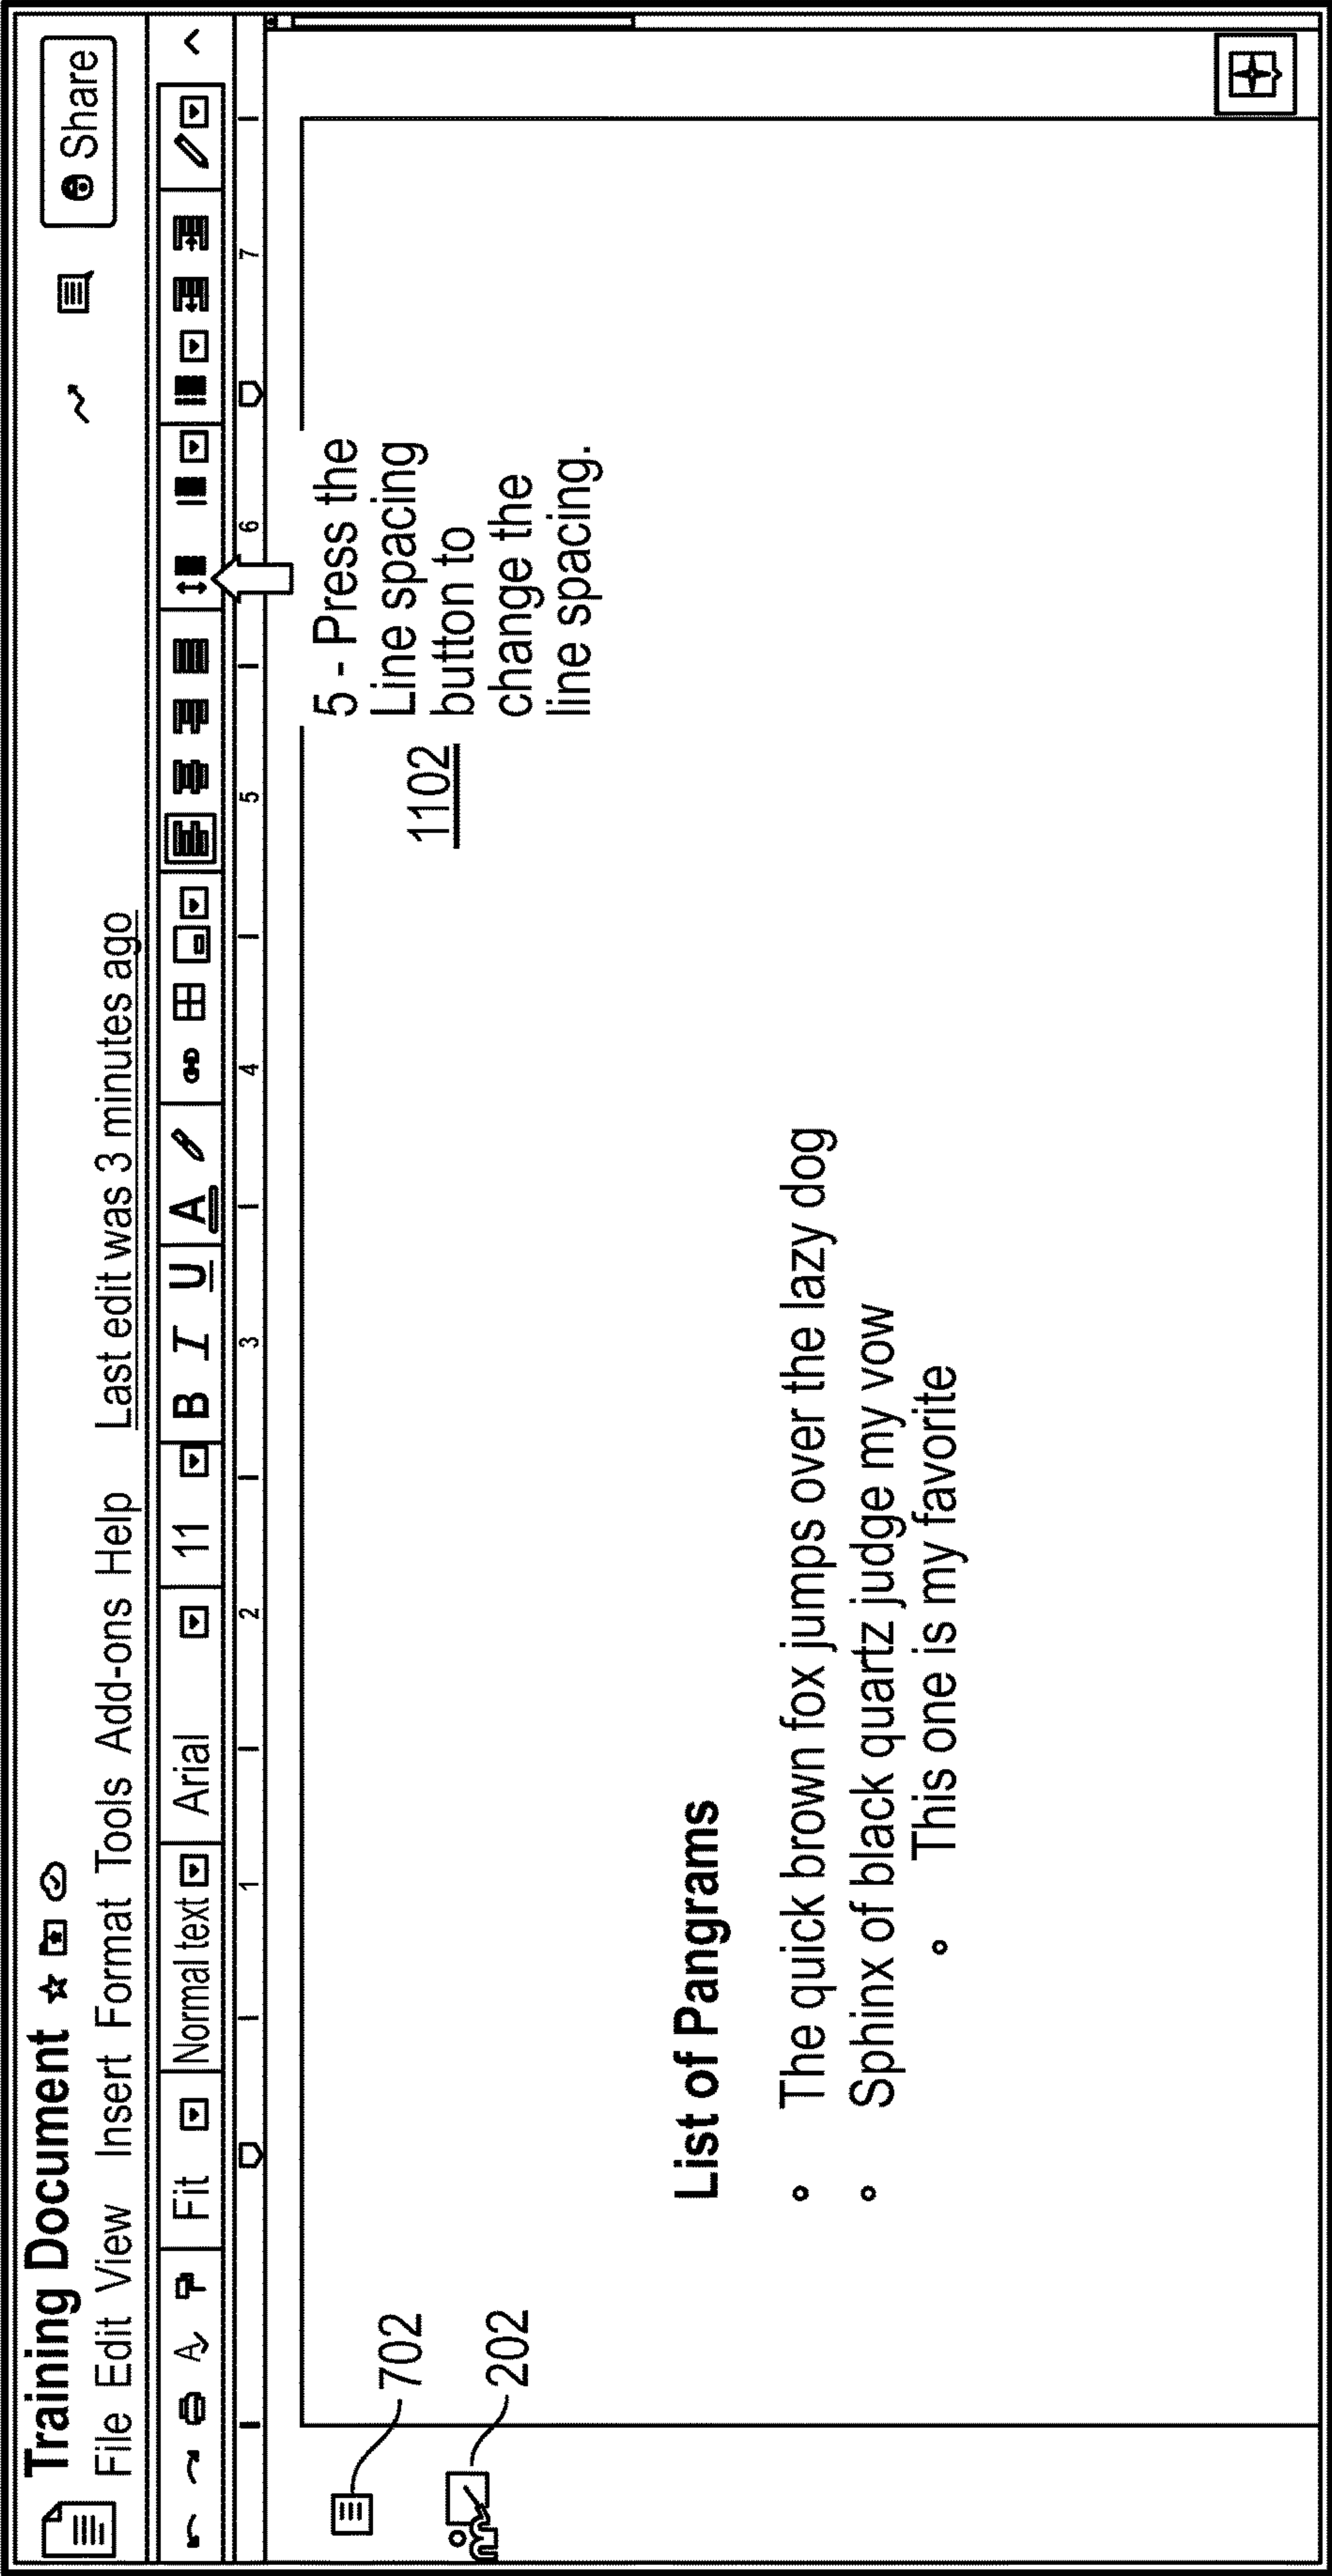 Training Document
Share
File Edit View Insert Format Tools Add-ons Help Last edit was 3 minutes ago
Fit Normal text Arial 11 B I U A
1 2 3 4 5 6 7
5 - Press the
Line spacing
button to
change the
line spacing.
1102
702
202
List of Pangrams
The quick brown fox jumps over the lazy dog
Sphinx of black quartz judge my vow
This one is my favorite